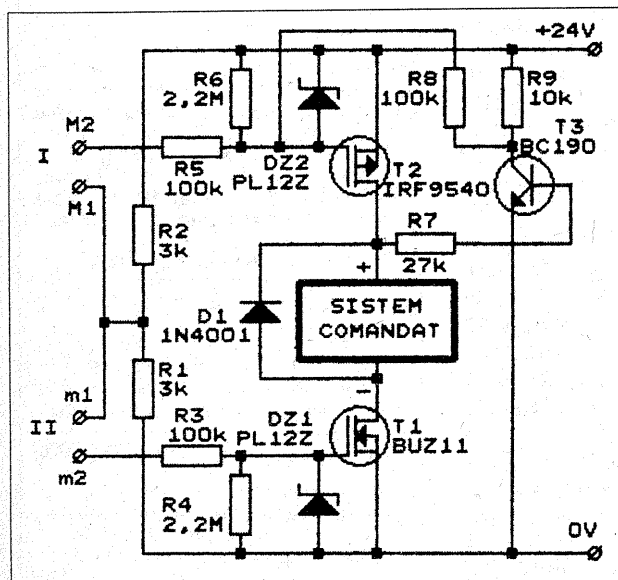 +24V
R6
2,2M
R8
100k
R9
10k
T3
BC190
M2
I
M1
R5
100k
DZ2
PL12Z
T2
IRF9540
R2
3k
R7
27k
+
SISTEM
COMANDAT
D1
1N4001
-
R1
3k
m1
II
m2
R3
100k
DZ1
PL12Z
T1
BUZ11
R4
2,2M
0V